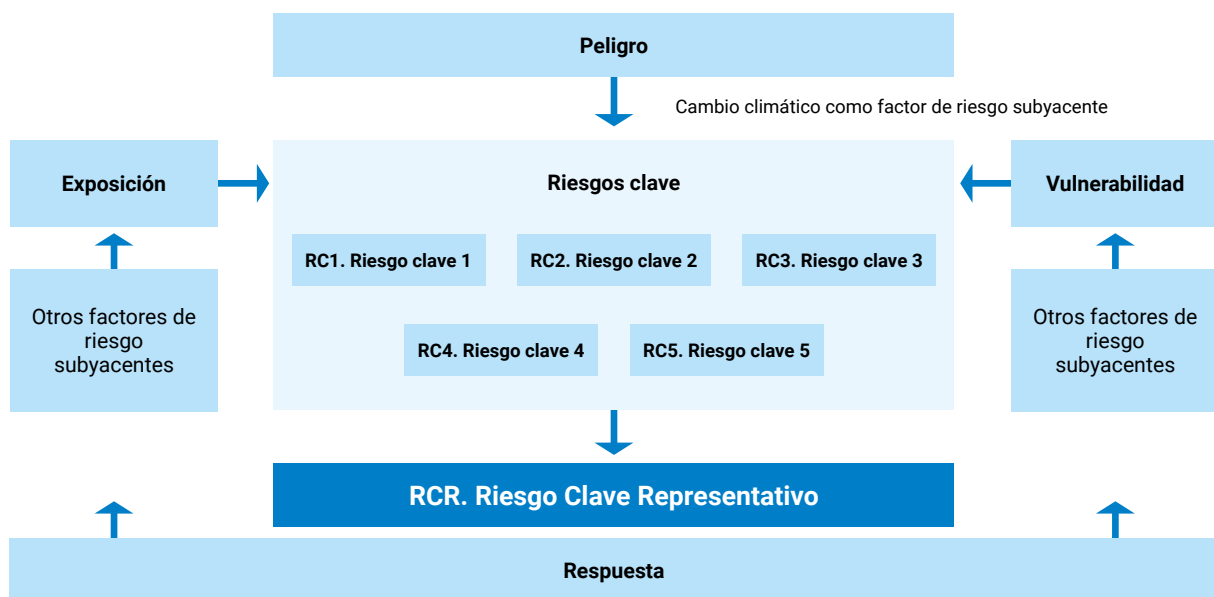 Peligro
Cambio climático como factor de riesgo subyacente
Exposición
Riesgos clave
Vulnerabilidad
RC1. Riesgo clave 1
RC2. Riesgo clave 2
RC3. Riesgo clave 3
Otros factores de
riesgo
subyacentes
RC4. Riesgo clave 4
RC5. Riesgo clave 5
Otros factores de
riesgo
subyacentes
RCR. Riesgo Clave Representativo
Respuesta